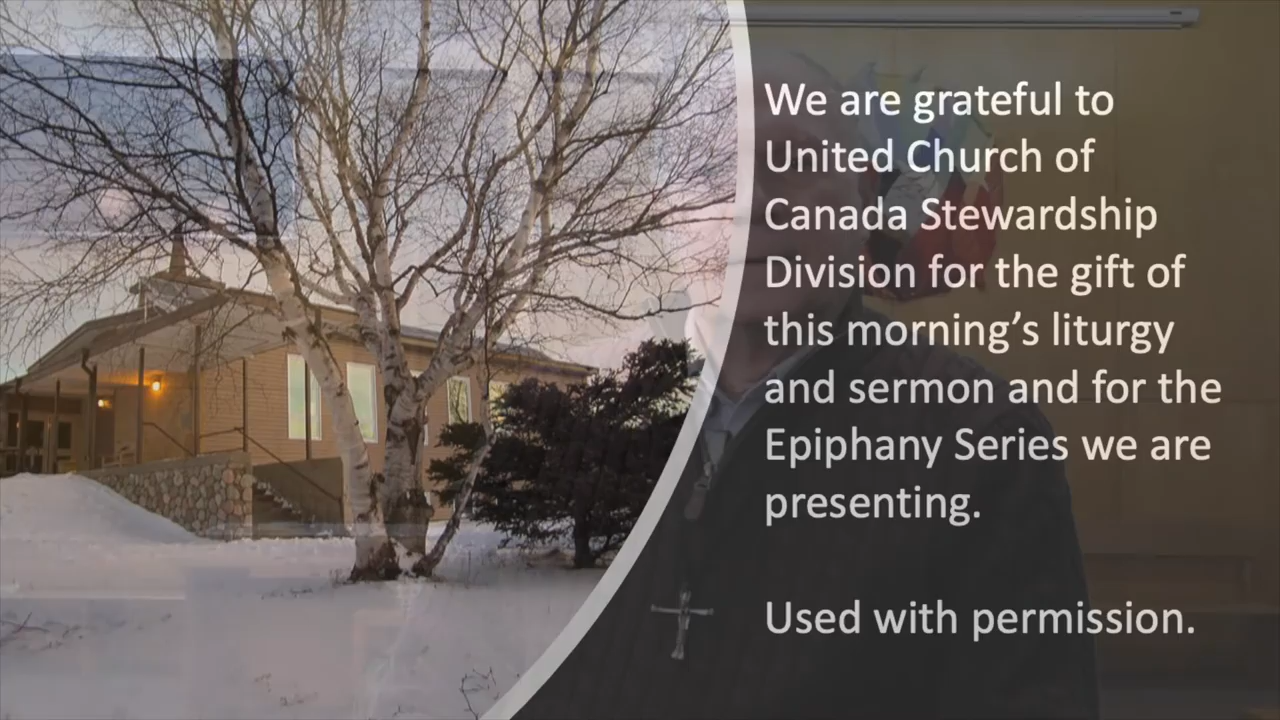 We are grateful to
United Church of
Canada Stewardship
Division for the gift of
this morning’s liturgy
and sermon and for the
Epiphany Series we are
presenting.
Used with permission.